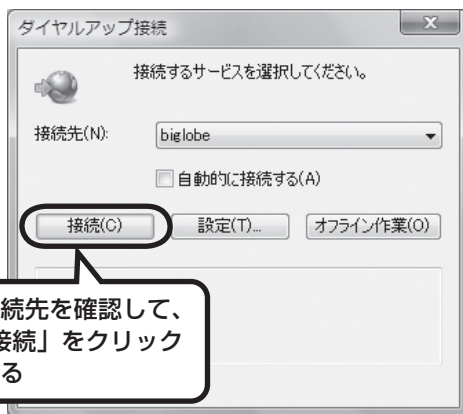 ダイヤルアップ接続
接続するサービスを選択してください。
接続先(N):
biglobe
自動的に接続する(A)
接続(C)
設定(T)...
オフライン作業(O)
続先を確認して、
接続」をクリック
る